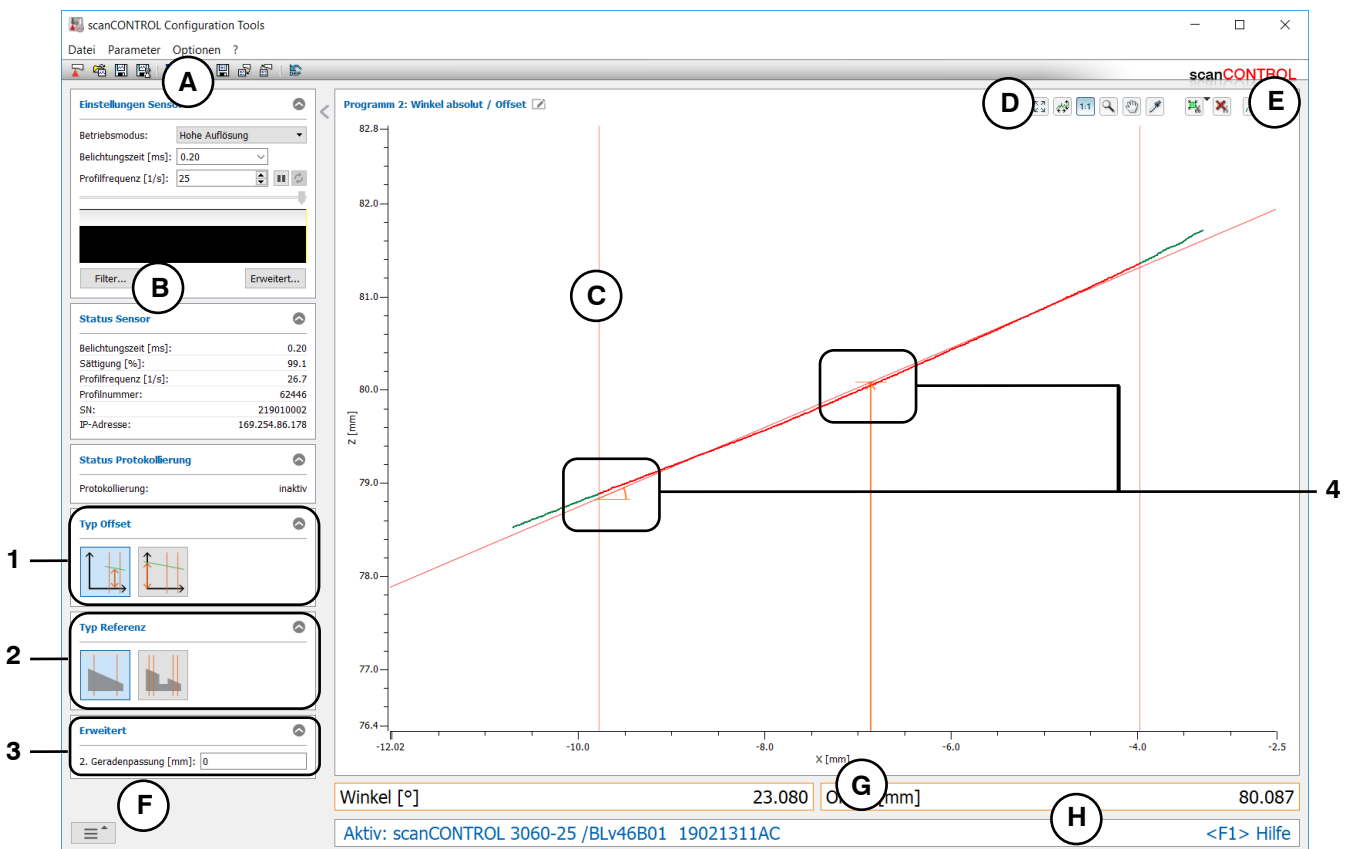 scanCONTROL Configuration Tools
Datei Parameter Optionen ?
A
scanCONTROL
Einstellungen
Betriebsmodus: Hohe Auflösung
Belichtungszeit [ms]: 0.20
Profilfrequenz [1/s]: 25
Filter... Erweitert...
B
Status Sensor
Belichtungszeit [ms]: 0.20
Sättigung [%]: 99.1
Profilfrequenz [1/s]: 26.7
Profilnummer: 62446
SN: 219010002
IP-Adresse: 169.254.86.178
Status Protokollierung
Protokollierung: inaktiv
1
Typ Offset
2
Typ Referenz
3
Erweitert
2. Geradenpassung [mm]: 0
F
Programm 2: Winkel absolut / Offset
D
1:1
E
82.8
82.0
81.0
80.0
79.0
78.0
77.0
76.4
Z [mm]
C
4
-12.02 -10.0 -8.0 -6.0 -4.0 -2.5
X [mm]
Winkel [°] 23.080
G
[mm] 80.087
H
Aktiv: scanCONTROL 3060-25 /BLv46B01 19021311AC <F1> Hilfe